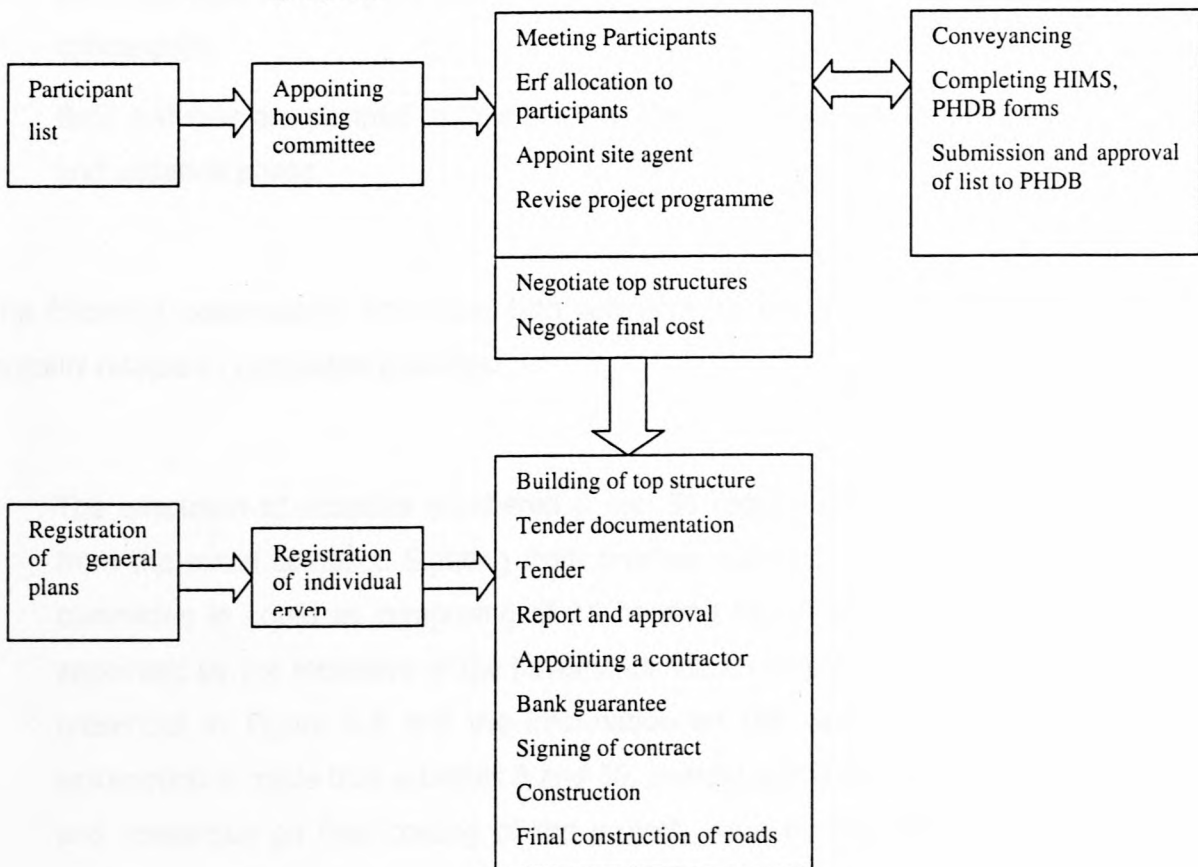 Participant
list
Appointing
housing
committee
Meeting Participants
Erf allocation to
participants
Appoint site agent
Revise project programme
Negotiate top structures
Negotiate final cost
Conveyancing
Completing HIMS,
PHDB forms
Submission and approval
of list to PHDB
Registration
of general
plans
Registration
of individual
erven
Building of top structure
Tender documentation
Tender
Report and approval
Appointing a contractor
Bank guarantee
Signing of contract
Construction
Final construction of roads